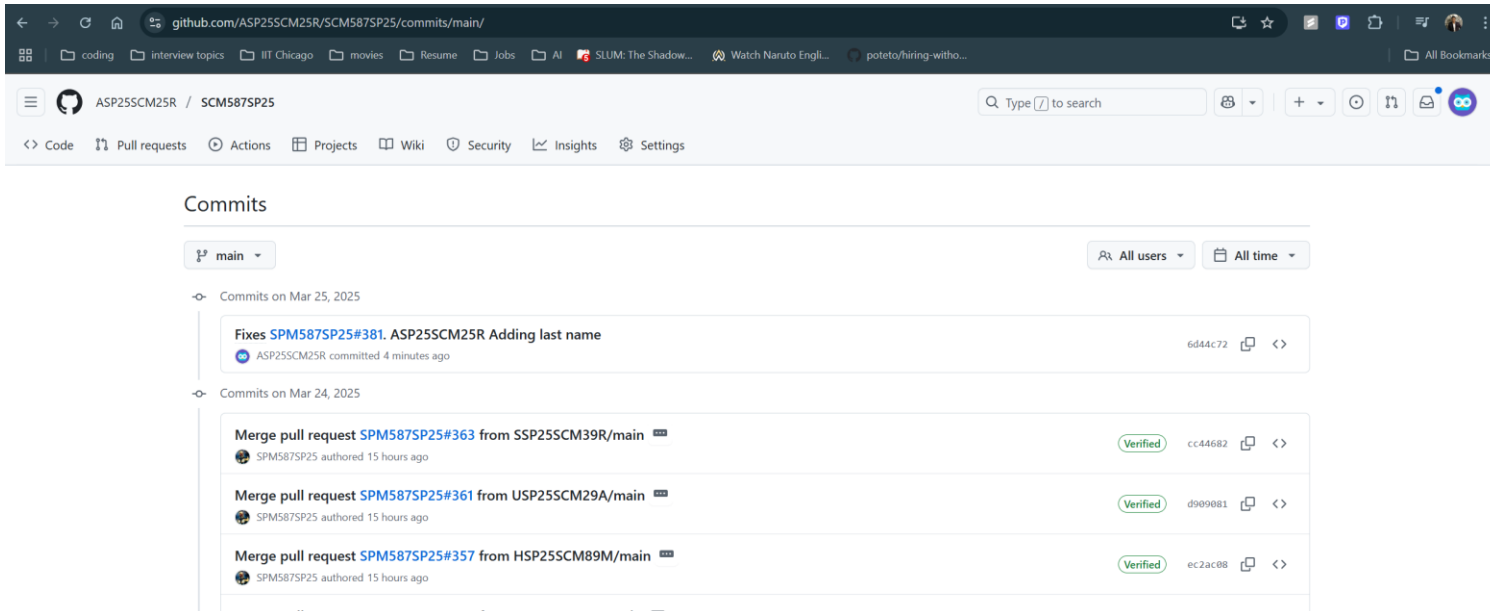 github.com/ASP25SCM25R/SCM587SP25/commits/main/
coding interview topics IIT Chicago movies Resume Jobs AI SLUM: The Shadow... Watch Naruto Engli... poteto/hiring-witho... All Bookmarks
ASP25SCM25R / SCM587SP25 Type / to search
Code Pull requests Actions Projects Wiki Security Insights Settings
Commits
main All users All time
Commits on Mar 25, 2025
Fixes SPM587SP25#381. ASP25SCM25R Adding last name
ASP25SCM25R committed 4 minutes ago
6d44c72
Commits on Mar 24, 2025
Merge pull request SPM587SP25#363 from SSP25SCM39R/main
SPM587SP25 authored 15 hours ago
Verified cc44682
Merge pull request SPM587SP25#361 from USP25SCM29A/main
SPM587SP25 authored 15 hours ago
Verified d909081
Merge pull request SPM587SP25#357 from HSP25SCM89M/main
SPM587SP25 authored 15 hours ago
Verified ec2ac08